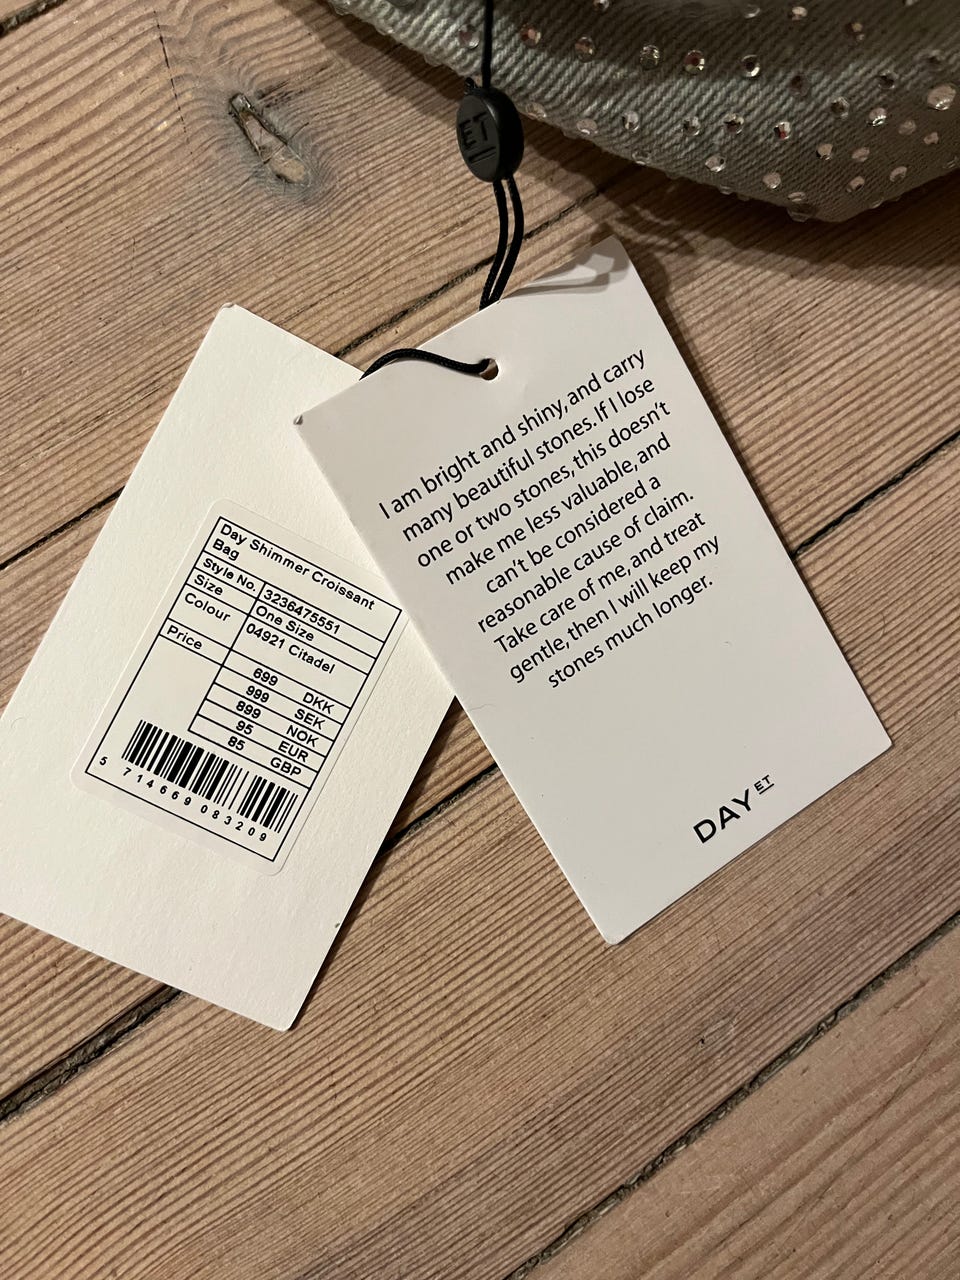 ET
Day Shimmer Croissant
Bag
Style No. 3236475551
Size One Size
Colour 04921 Citadel
Price
699 DKK
999 SEK
899 NOK
95 EUR
85 GBP
5 714669 083209
I am bright and shiny, and carry
many beautiful stones. If I lose
one or two stones, this doesn't
make me less valuable, and
can't be considered a
reasonable cause of claim.
Take care of me, and treat
gentle, then I will keep my
stones much longer.
DAY ET